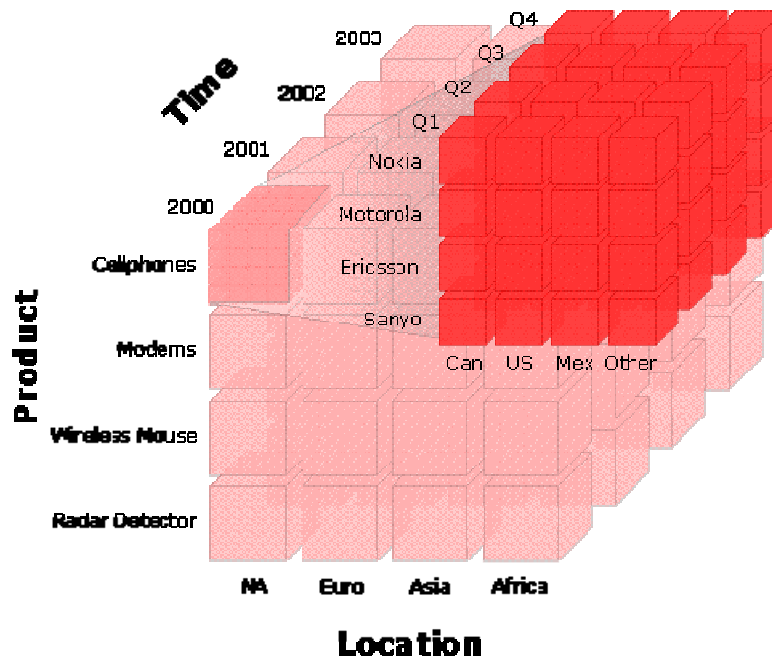 Time
2003
2002
2001
2000
Q4
Q3
Q2
Q1
Nokia
Motorola
Ericsson
Sanyo
Can US Mex Other
Product
Cellphones
Modems
Wireless Mouse
Radar Detector
NA Euro Asia Africa
Location